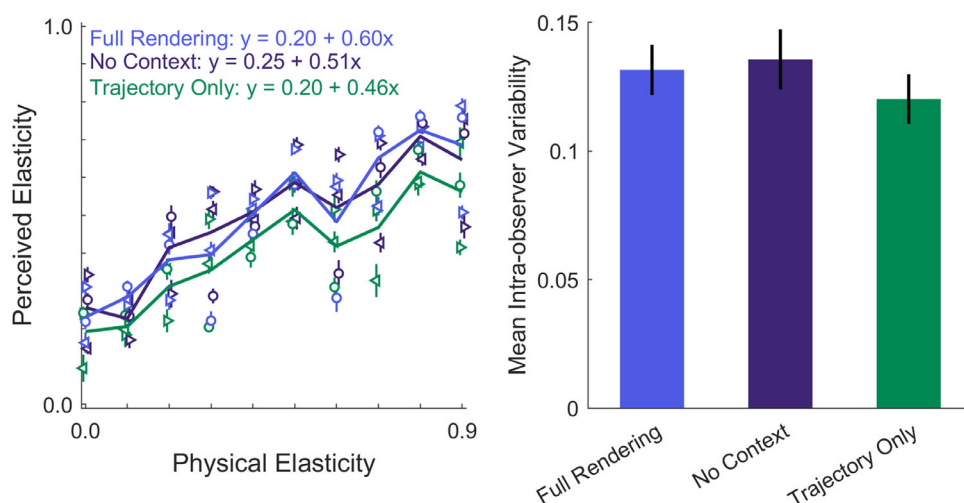 1.0
Full Rendering: y = 0.20 + 0.60x
No Context: y = 0.25 + 0.51x
Trajectory Only: y = 0.20 + 0.46x
Perceived Elasticity
0.0
0.0
0.9
Physical Elasticity
0.15
0.1
0.05
0
Mean Intra-observer Variability
Full Rendering
No Context
Trajectory Only